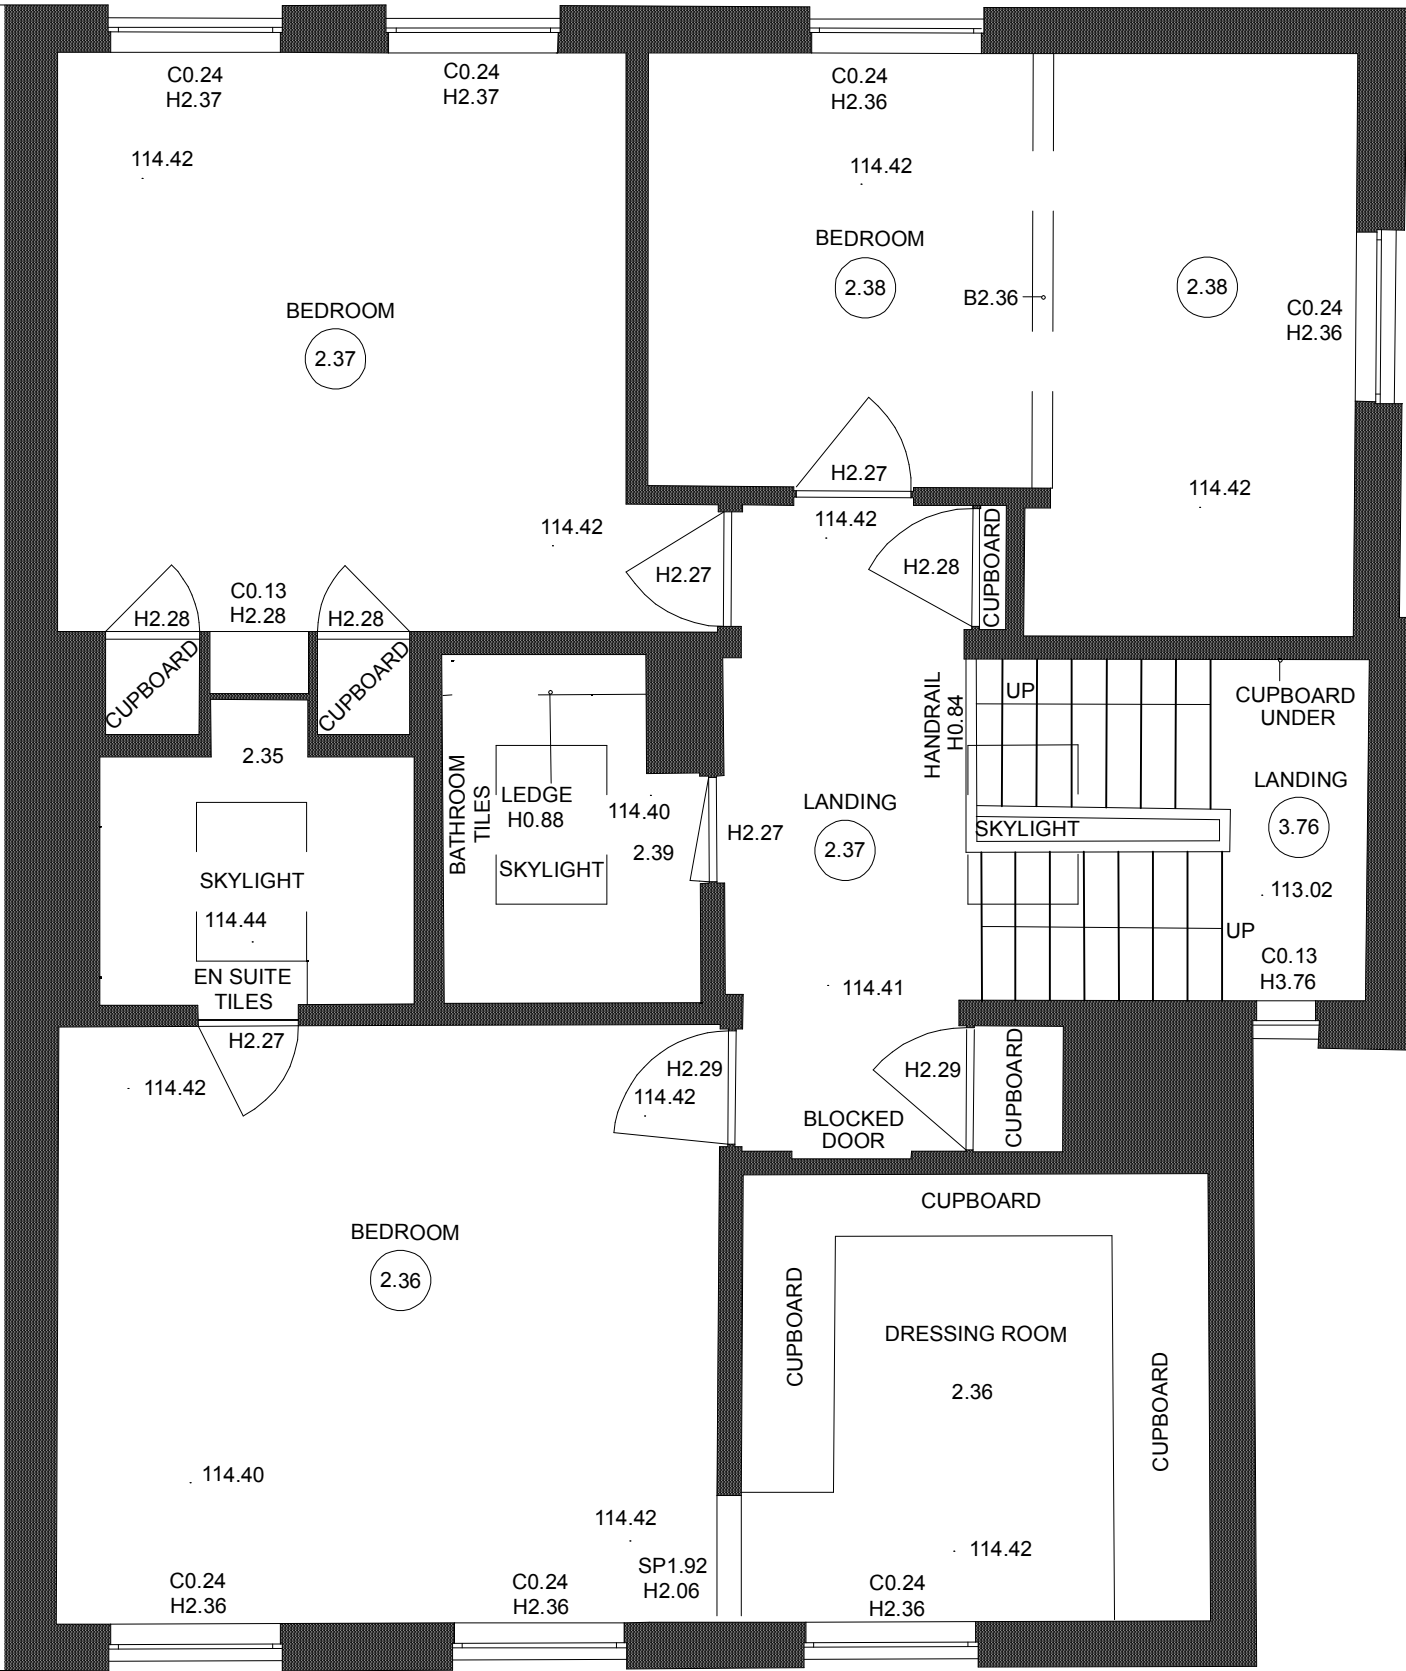 C0.24
H2.37
C0.24
H2.37
C0.24
H2.36
114.42
114.42
BEDROOM
2.38
2.38
B2.36
C0.24
H2.36
BEDROOM
2.37
H2.27
114.42
114.42
114.42
H2.27
H2.28
CUPBOARD
C0.13
H2.28
H2.28
H2.28
CUPBOARD
CUPBOARD
2.35
SKYLIGHT
114.44
EN SUITE
TILES
H2.27
BATHROOM
TILES
LEDGE
H0.88
114.40
2.39
SKYLIGHT
H2.27
LANDING
2.37
HANDRAIL
H0.84
UP
SKYLIGHT
CUPBOARD
UNDER
LANDING
3.76
113.02
UP
C0.13
H3.76
114.41
H2.29
114.42
114.42
H2.29
CUPBOARD
BLOCKED
DOOR
BEDROOM
2.36
CUPBOARD
CUPBOARD
DRESSING ROOM
2.36
CUPBOARD
114.40
114.42
SP1.92
H2.06
114.42
C0.24
H2.36
C0.24
H2.36
C0.24
H2.36